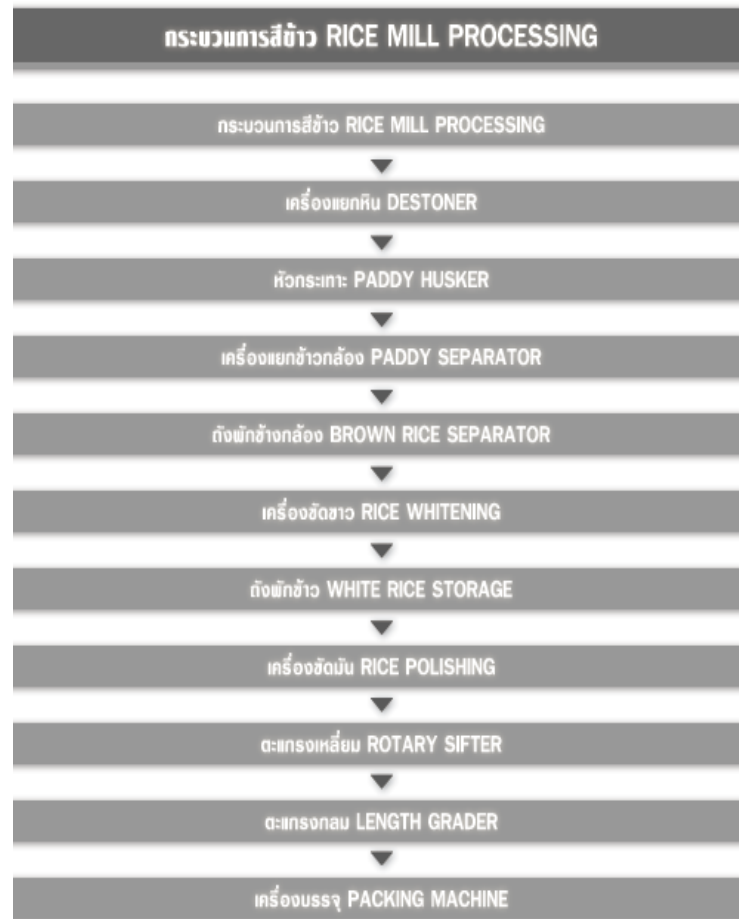 กระบวนการสีข้าว RICE MILL PROCESSING
กระบวนการสีข้าว RICE MILL PROCESSING
เครื่องแยกหิน DESTONER
หัวกระเทาะ PADDY HUSKER
เครื่องแยกข้าวกล้อง PADDY SEPARATOR
ถังพักข้างกล้อง BROWN RICE SEPARATOR
เครื่องขัดขาว RICE WHITENING
ถังพักข้าว WHITE RICE STORAGE
เครื่องขัดมัน RICE POLISHING
ตะแกรงเหลี่ยม ROTARY SIFTER
ตะแกรงกลม LENGTH GRADER
เครื่องบรรจุ PACKING MACHINE